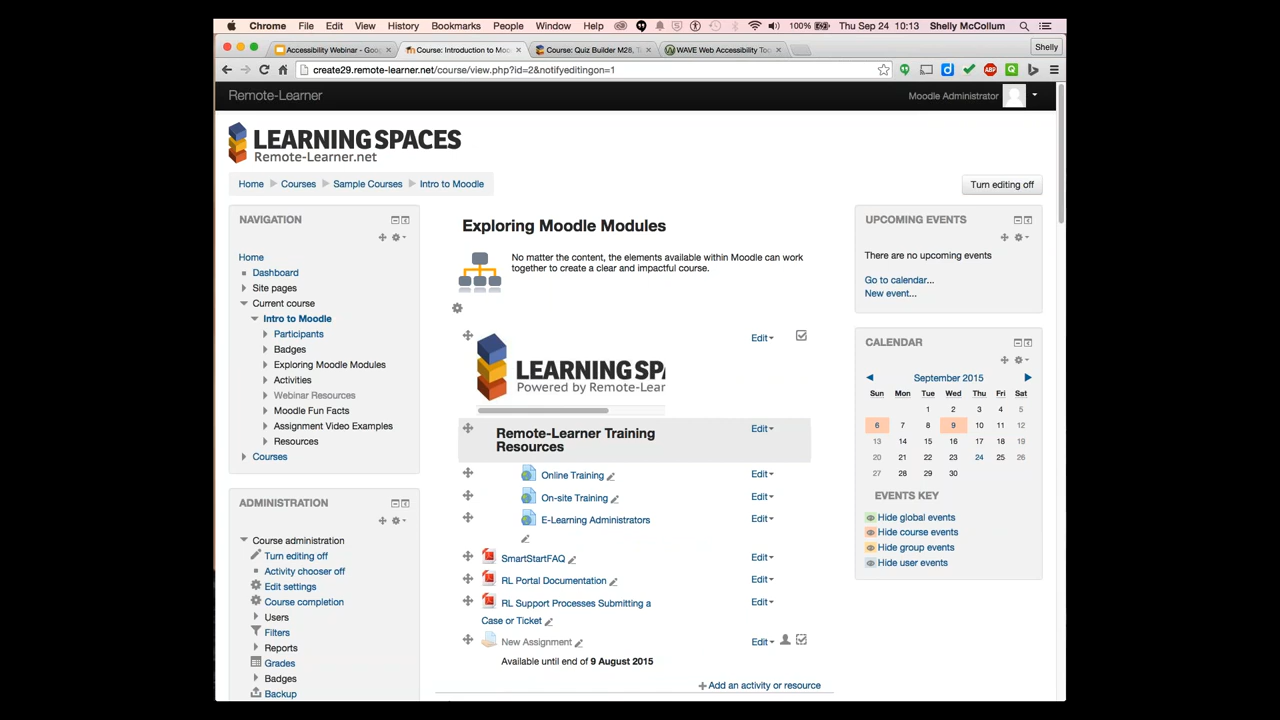 Chrome File Edit View History Bookmarks People Window Help 100% Thu Sep 24 10:13 Shelly McCollum
Accessibility Webinar - Goog Course: Introduction to Moo Course: Quiz Builder M28, T WAVE Web Accessibility Too Shelly
create29.remote-learner.net/course/view.php?id=2&notifyeditingon=1
Remote-Learner Moodle Administrator
LEARNING SPACES
Remote-Learner.net
Home Courses Sample Courses Intro to Moodle Turn editing off
NAVIGATION
Home
Dashboard
Site pages
Current course
Intro to Moodle
Participants
Badges
Exploring Moodle Modules
Activities
Webinar Resources
Moodle Fun Facts
Assignment Video Examples
Resources
Courses
ADMINISTRATION
Course administration
Turn editing off
Activity chooser off
Edit settings
Course completion
Users
Filters
Reports
Grades
Badges
Backup
Exploring Moodle Modules
No matter the content, the elements available within Moodle can work
together to create a clear and impactful course.
Edit
LEARNING SPA
Powered by Remote-Lear
Remote-Learner Training Edit
Resources
Online Training Edit
On-site Training Edit
E-Learning Administrators Edit
SmartStartFAQ Edit
RL Portal Documentation Edit
RL Support Processes Submitting a Edit
Case or Ticket
New Assignment Edit
Available until end of 9 August 2015
Add an activity or resource
UPCOMING EVENTS
There are no upcoming events
Go to calendar...
New event...
CALENDAR
September 2015
Sun Mon Tue Wed Thu Fri Sat
1 2 3 4 5
6 7 8 9 10 11 12
13 14 15 16 17 18 19
20 21 22 23 24 25 26
27 28 29 30
EVENTS KEY
Hide global events
Hide course events
Hide group events
Hide user events